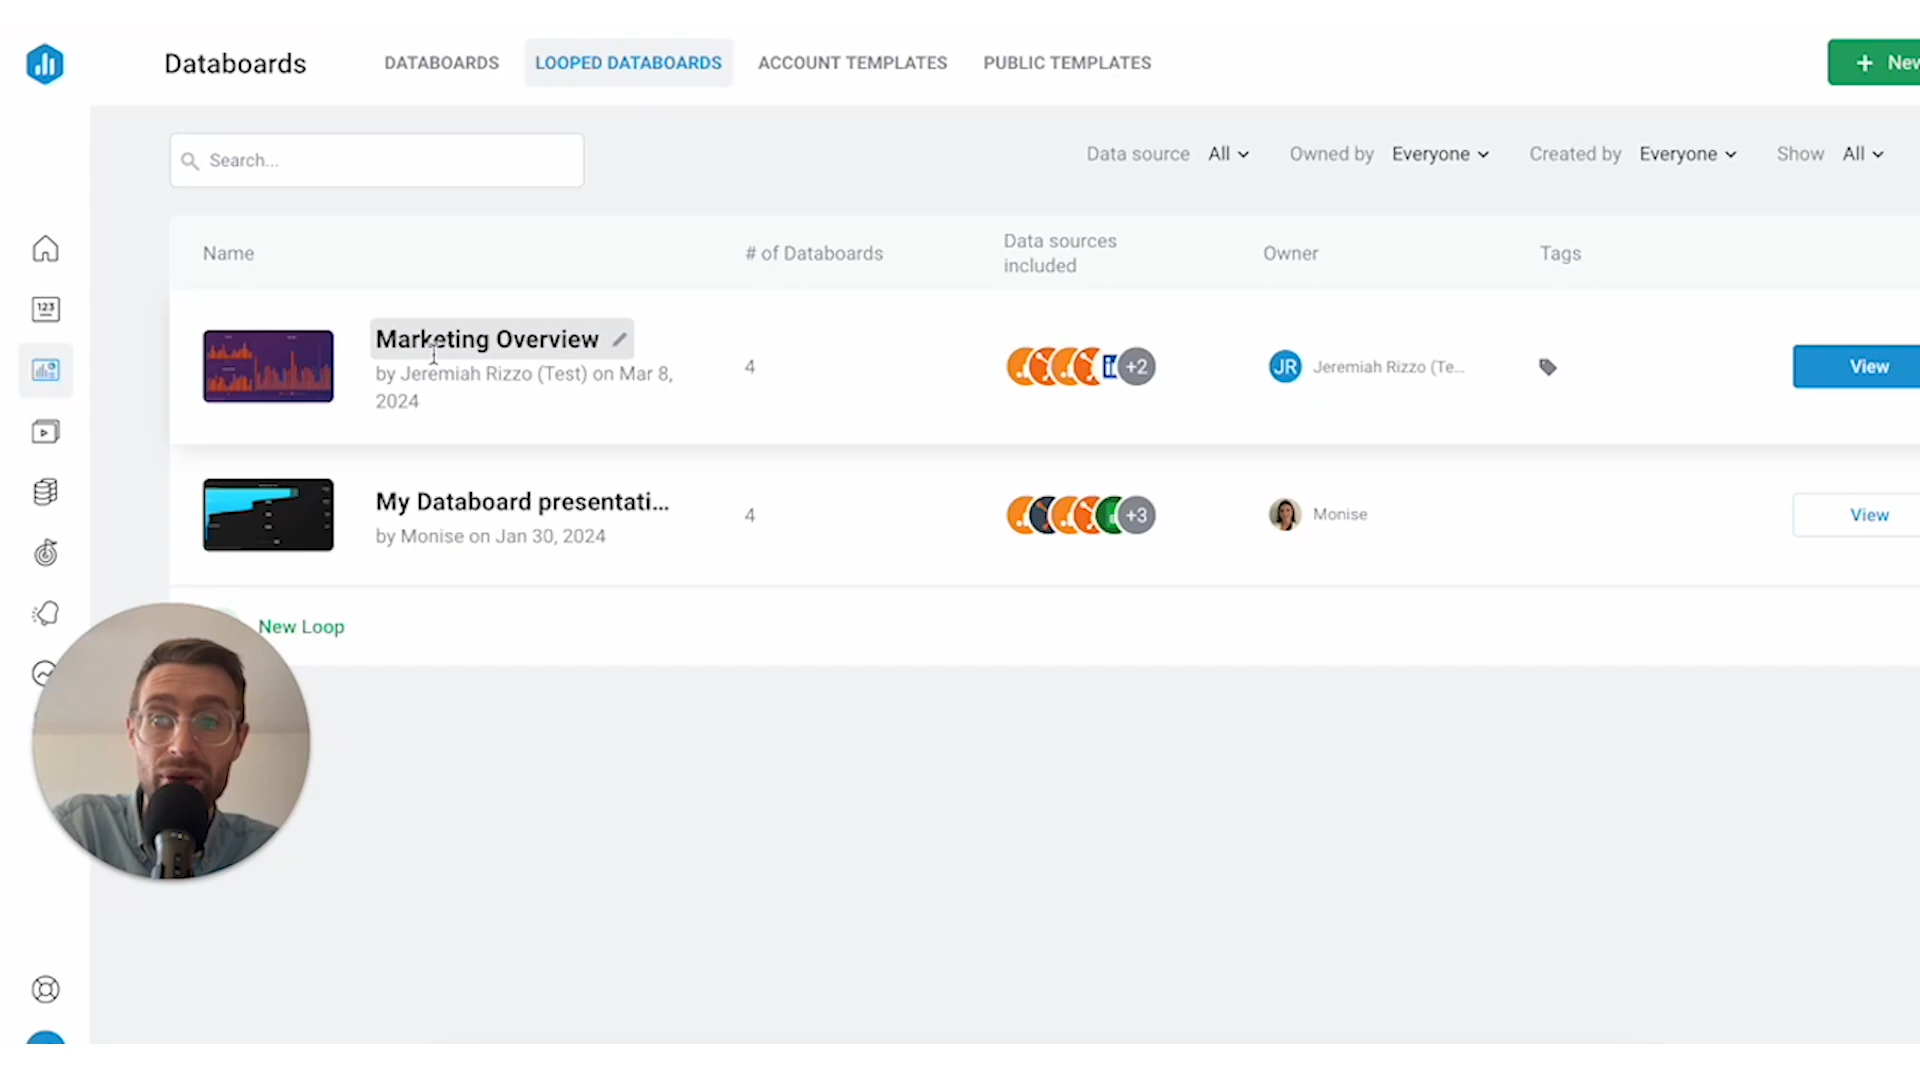 Databoards
DATABOARDS
LOOPED DATABOARDS
ACCOUNT TEMPLATES
PUBLIC TEMPLATES
+ New
Search...
Data source All
Owned by Everyone
Created by Everyone
Show All
Name
# of Databoards
Data sources
included
Owner
Tags
123
Marketing Overview
by Jeremiah Rizzo (Test) on Mar 8,
2024
4
+2
JR
Jeremiah Rizzo (Te...
View
My Databoard presentati...
by Monise on Jan 30, 2024
4
+3
Monise
View
New Loop